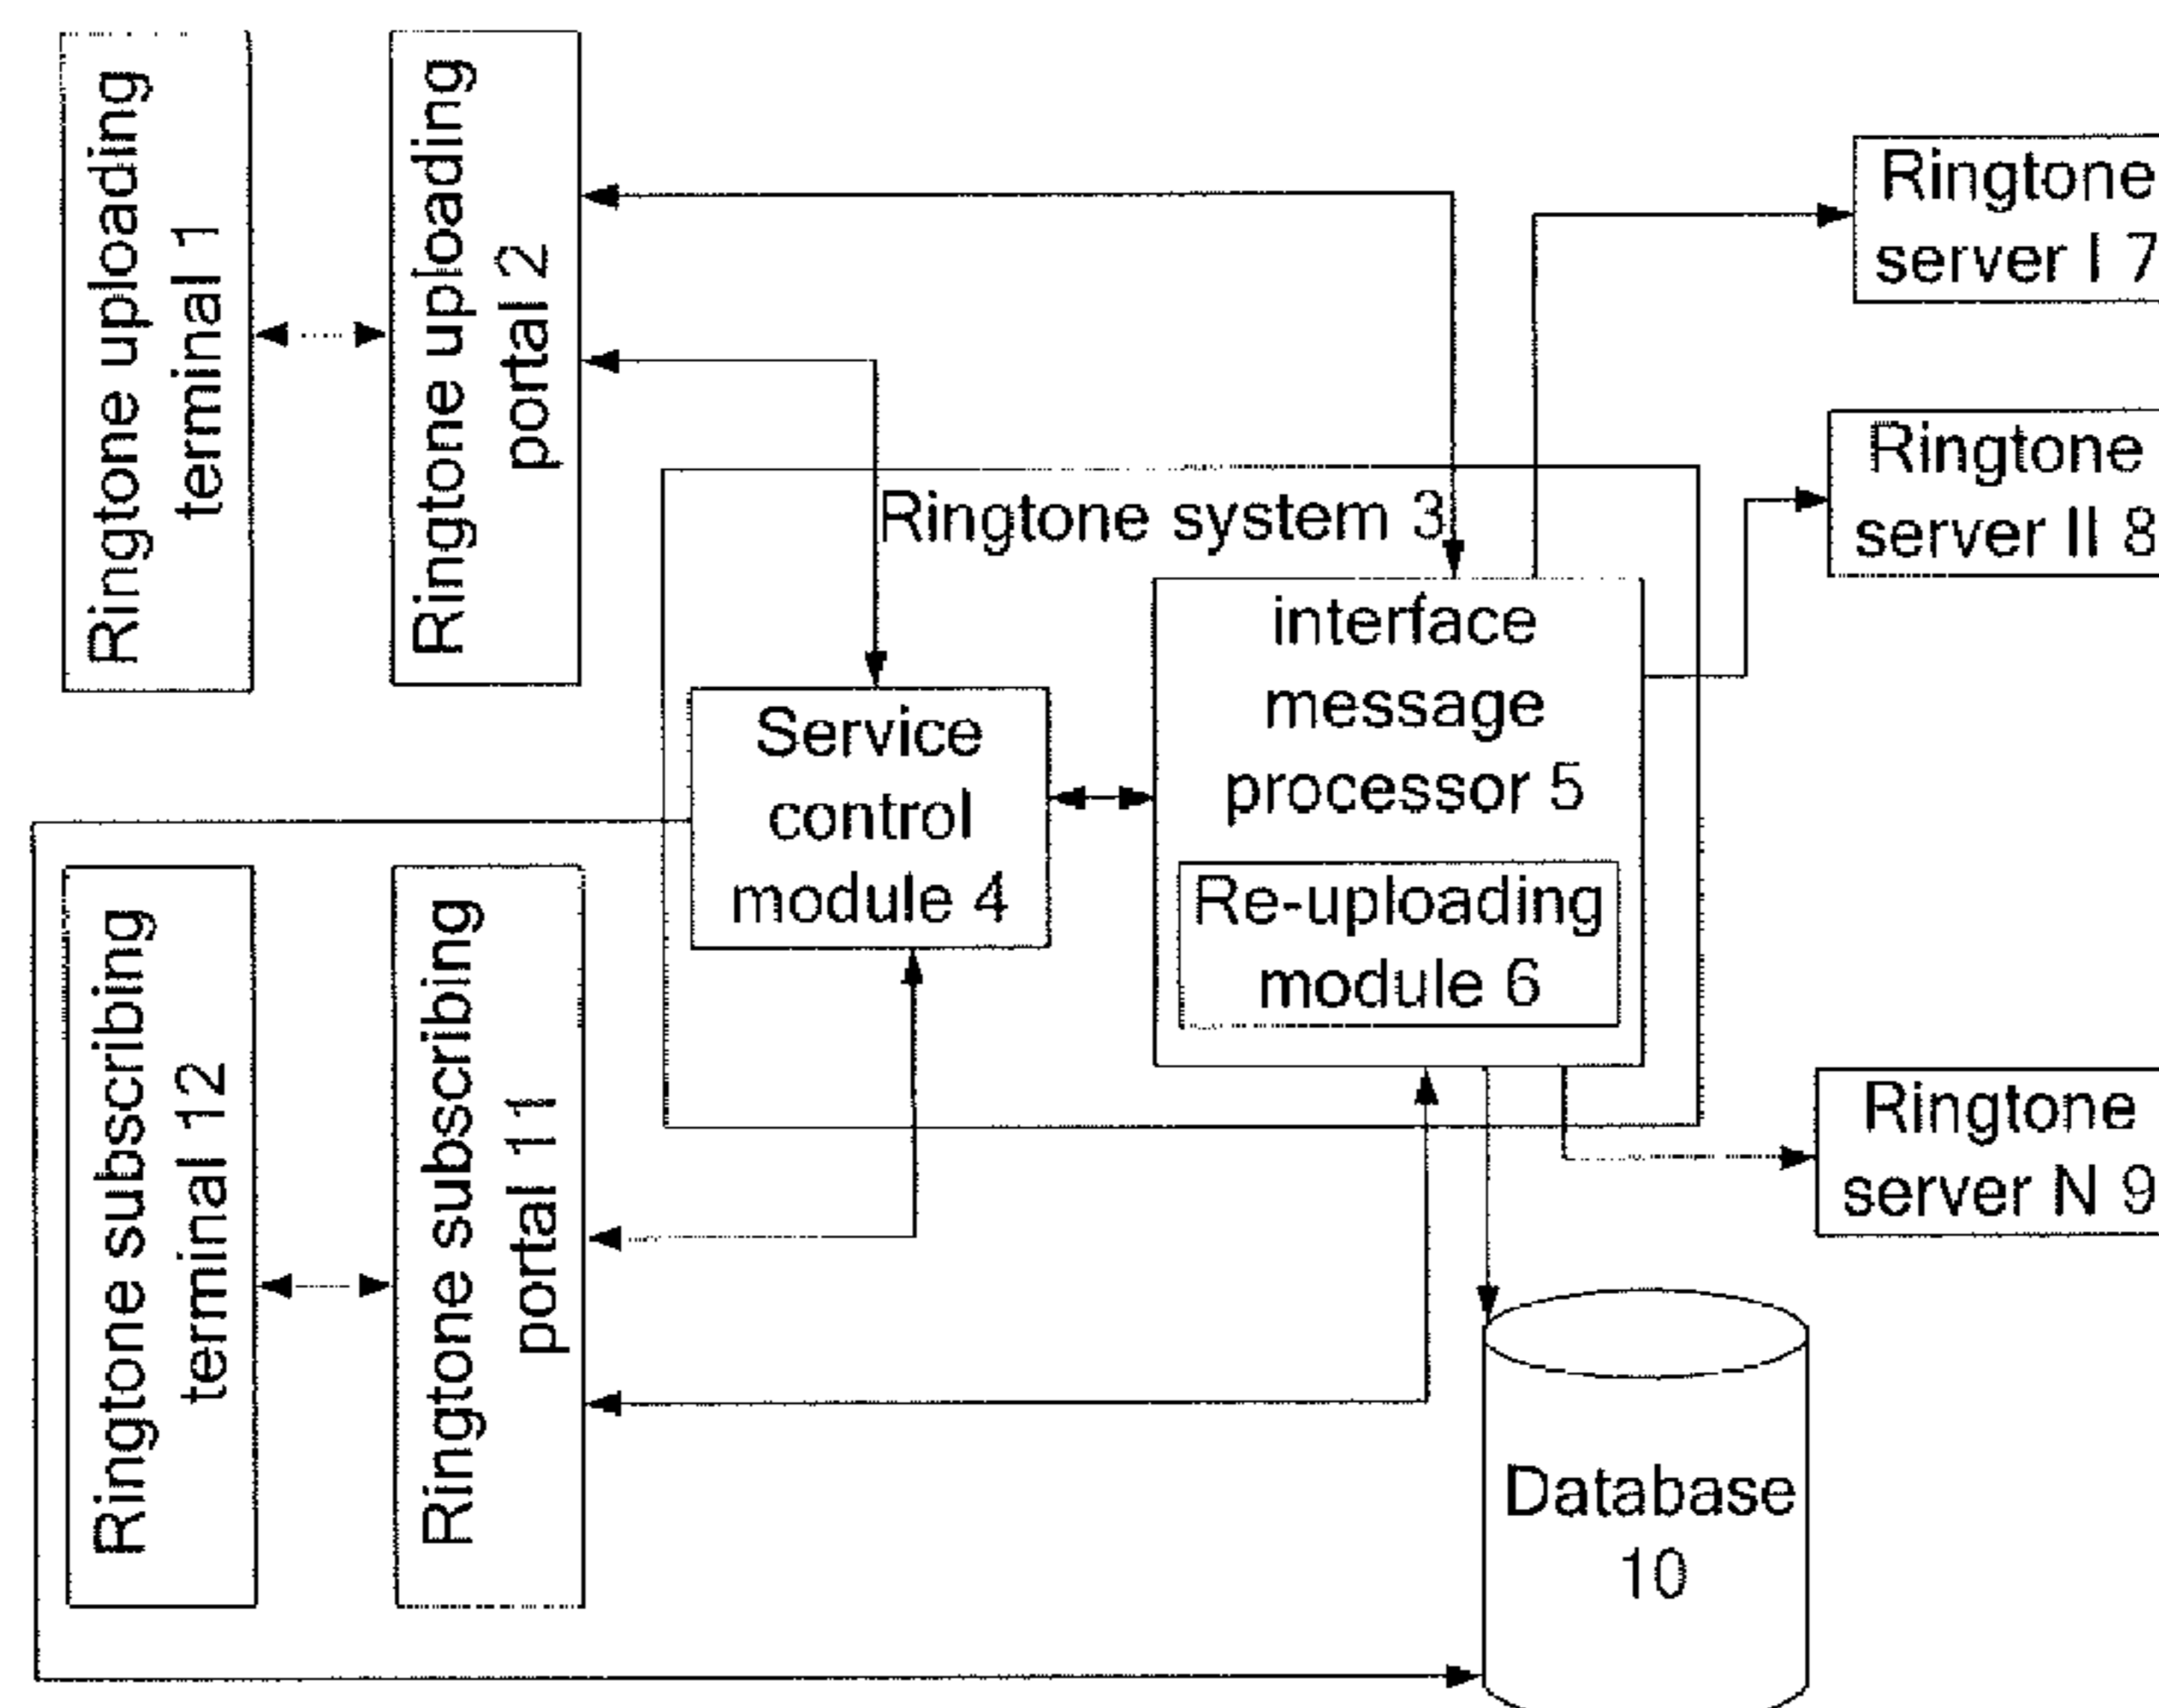 Ringtone uploading
terminal 1
Ringtone uploading
portal 2
Ringtone
server I 7
Ringtone
server II 8
Ringtone system 3
interface
message
processor 5
Service
control
module 4
Re-uploading
module 6
Ringtone subscribing
terminal 12
Ringtone subscribing
portal 11
Ringtone
server N 9
Database
10